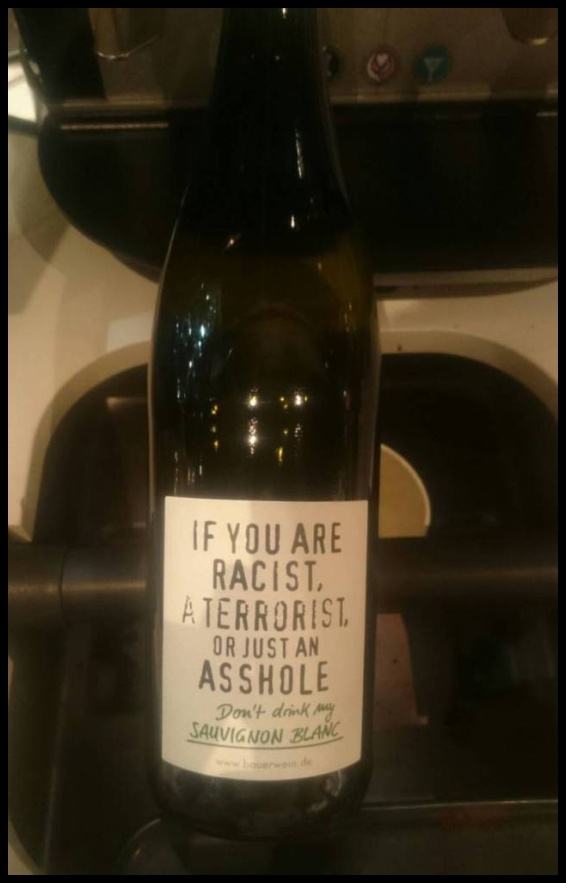 IF YOU ARE
RACIST,
A TERRORIST,
OR JUST AN
ASSHOLE
Don't drink my
SAUVIGNON BLANC
www.bauerwein.de